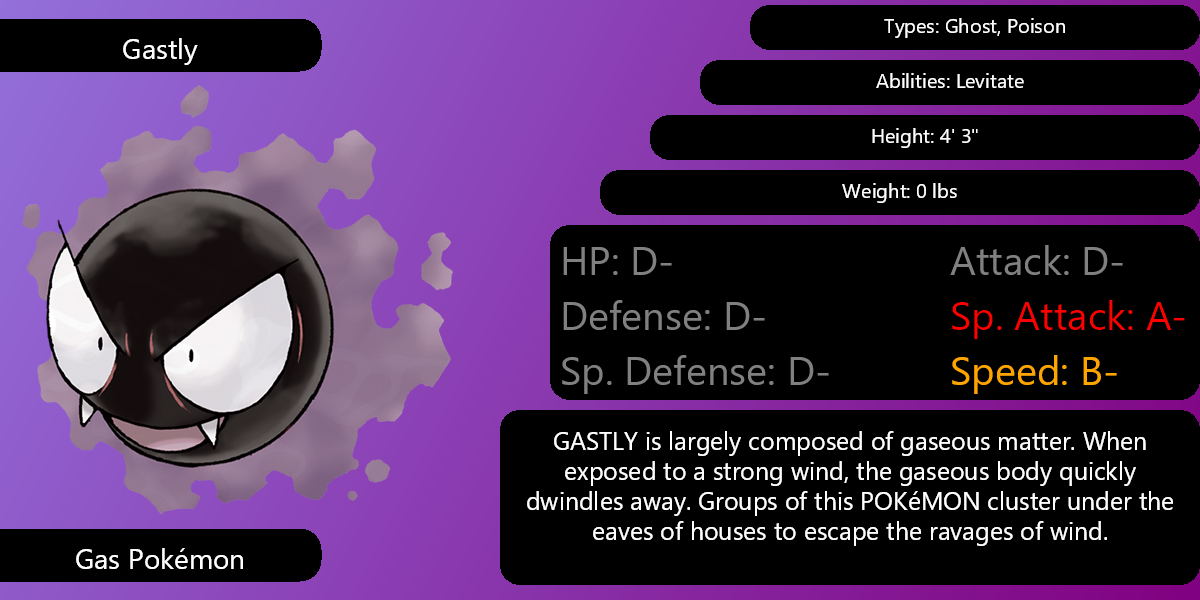 Gastly
Gas Pokémon
Types: Ghost, Poison
Abilities: Levitate
Height: 4' 3"
Weight: 0 lbs
HP: D-
Attack: D-
Defense: D-
Sp. Attack: A-
Sp. Defense: D-
Speed: B-
GASTLY is largely composed of gaseous matter. When
exposed to a strong wind, the gaseous body quickly
dwindles away. Groups of this POKéMON cluster under the
eaves of houses to escape the ravages of wind.